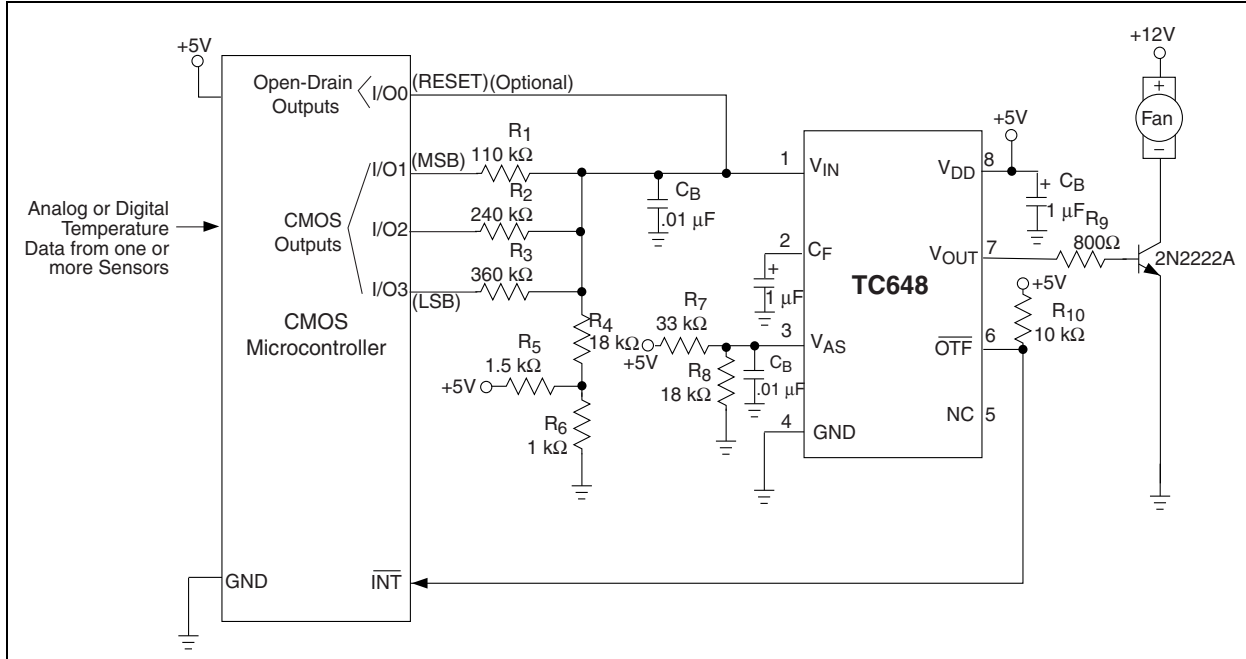 +5V
Open-Drain
Outputs
I/O0
(RESET)(Optional)
I/O1
(MSB)
R1
110 kΩ
I/O2
R2
240 kΩ
I/O3
(LSB)
R3
360 kΩ
CMOS
Outputs
CMOS
Microcontroller
Analog or Digital
Temperature
Data from one or
more Sensors
R4
18 kΩ
R5
1.5 kΩ
+5V
R6
1 kΩ
GND
INT
CB
.01 µF
1
VIN
2
CF
+
1 µF
R7
33 kΩ
+5V
3
VAS
R8
18 kΩ
CB
.01 µF
4
GND
TC648
VDD
8
+5V
+
CB
1 µF
VOUT
7
R9
800Ω
2N2222A
+5V
R10
10 kΩ
OTF
6
NC
5
+12V
+
Fan
–